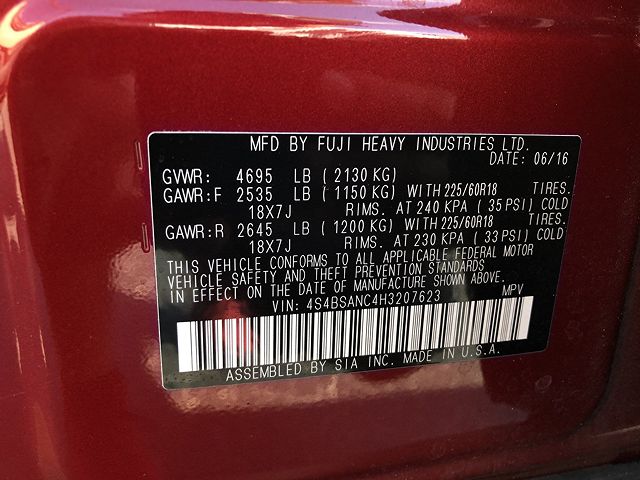 MFD BY FUJI HEAVY INDUSTRIES LTD.
DATE: 06/16
GVWR: 4695 LB ( 2130 KG)
GAWR:F 2535 LB ( 1150 KG) WITH 225/60R18 TIRES.
18X7J RIMS. AT 240 KPA ( 35 PSI) COLD
GAWR:R 2645 LB ( 1200 KG) WITH 225/60R18 TIRES.
18X7J RIMS. AT 230 KPA ( 33 PSI) COLD
THIS VEHICLE CONFORMS TO ALL APPLICABLE FEDERAL MOTOR
VEHICLE SAFETY AND THEFT PREVENTION STANDARDS
IN EFFECT ON THE DATE OF MANUFACTURE SHOWN ABOVE.
VIN: 4S4BSANC4H3207623 MPV
ASSEMBLED BY SIA INC. MADE IN U.S.A.